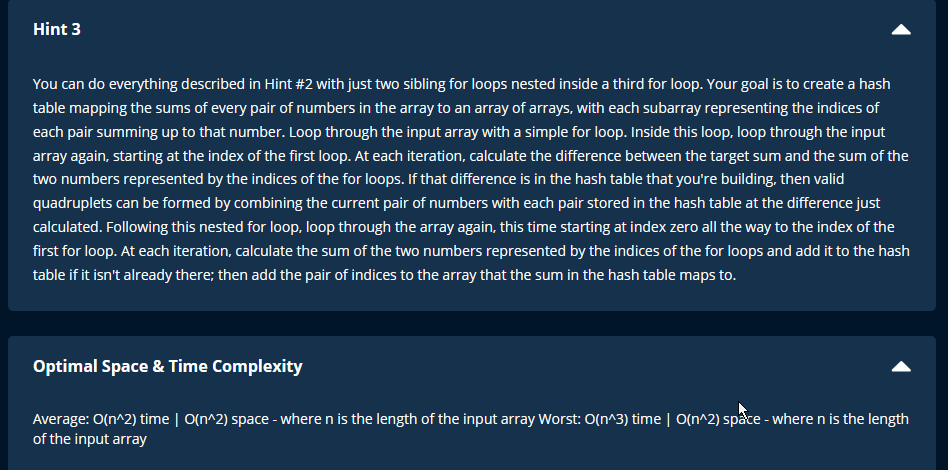 Hint 3
You can do everything described in Hint #2 with just two sibling for loops nested inside a third for loop. Your goal is to create a hash
table mapping the sums of every pair of numbers in the array to an array of arrays, with each subarray representing the indices of
each pair summing up to that number. Loop through the input array with a simple for loop. Inside this loop, loop through the input
array again, starting at the index of the first loop. At each iteration, calculate the difference between the target sum and the sum of the
two numbers represented by the indices of the for loops. If that difference is in the hash table that you're building, then valid
quadruplets can be formed by combining the current pair of numbers with each pair stored in the hash table at the difference just
calculated. Following this nested for loop, loop through the array again, this time starting at index zero all the way to the index of the
first for loop. At each iteration, calculate the sum of the two numbers represented by the indices of the for loops and add it to the hash
table if it isn't already there; then add the pair of indices to the array that the sum in the hash table maps to.
Optimal Space & Time Complexity
Average: O(n^2) time | O(n^2) space - where n is the length of the input array Worst: O(n^3) time | O(n^2) space - where n is the length
of the input array